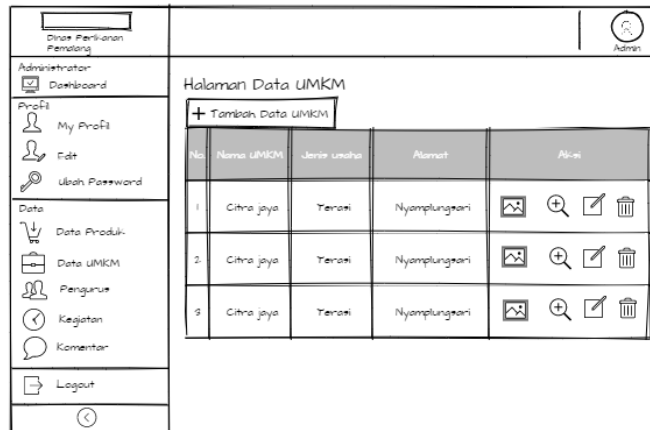 Dinas Perikanan
Pemalang
Admin
Administrator
Dashboard
Profil
My Profil
Edit
Ubah Password
Data
Data Produk
Data UMKM
Pengurus
Kegiatan
Komentar
Logout
Halaman Data UMKM
+ Tambah Data UMKM
No. Nama UMKM Jenis usaha Alamat Aksi
1 Citra jaya Terasi Nyamplungsari
2 Citra jaya Terasi Nyamplungsari
3 Citra jaya Terasi Nyamplungsari